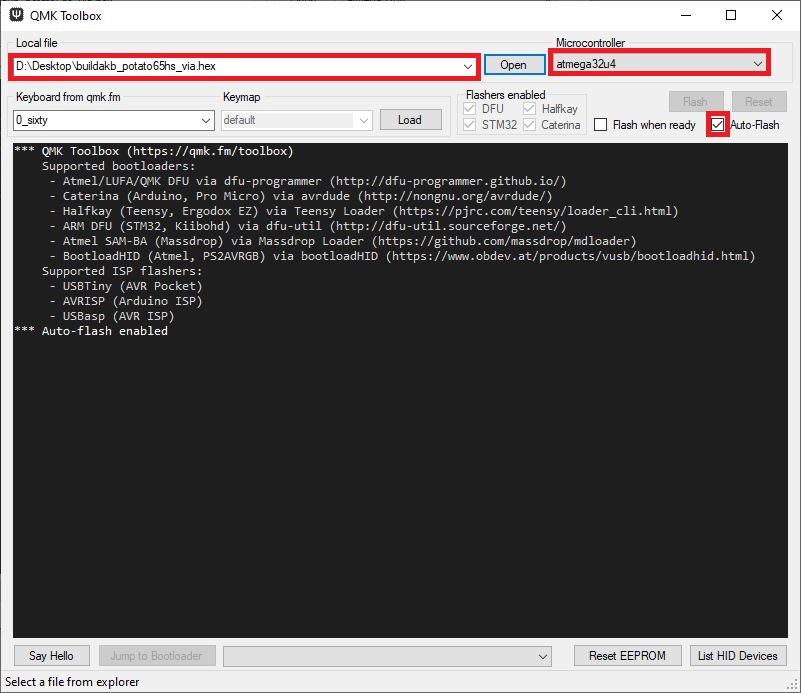 QMK Toolbox
Local file
Microcontroller
D:\Desktop\buildakb_potato65hs_via.hex
Open
atmega32u4
Keyboard from qmk.fm
Keymap
Flashers enabled
DFU
Halfkay
STM32
Caterina
Flash
Reset
0_sixty
default
Load
Flash when ready
Auto-Flash
*** QMK Toolbox (https://qmk.fm/toolbox)
Supported bootloaders:
- Atmel/LUFA/QMK DFU via dfu-programmer (http://dfu-programmer.github.io/)
- Caterina (Arduino, Pro Micro) via avrdude (http://nongnu.org/avrdude/)
- Halfkay (Teensy, Ergodox EZ) via Teensy Loader (https://pjrc.com/teensy/loader_cli.html)
- ARM DFU (STM32, Kiibohd) via dfu-util (http://dfu-util.sourceforge.net/)
- Atmel SAM-BA (Massdrop) via Massdrop Loader (https://github.com/massdrop/mdloader)
- BootloadHID (Atmel, PS2AVRGB) via bootloadHID (https://www.obdev.at/products/vusb/bootloadhid.html)
Supported ISP flashers:
- USBTiny (AVR Pocket)
- AVRISP (Arduino ISP)
- USBasp (AVR ISP)
*** Auto-flash enabled
Say Hello
Jump to Bootloader
Reset EEPROM
List HID Devices
Select a file from explorer